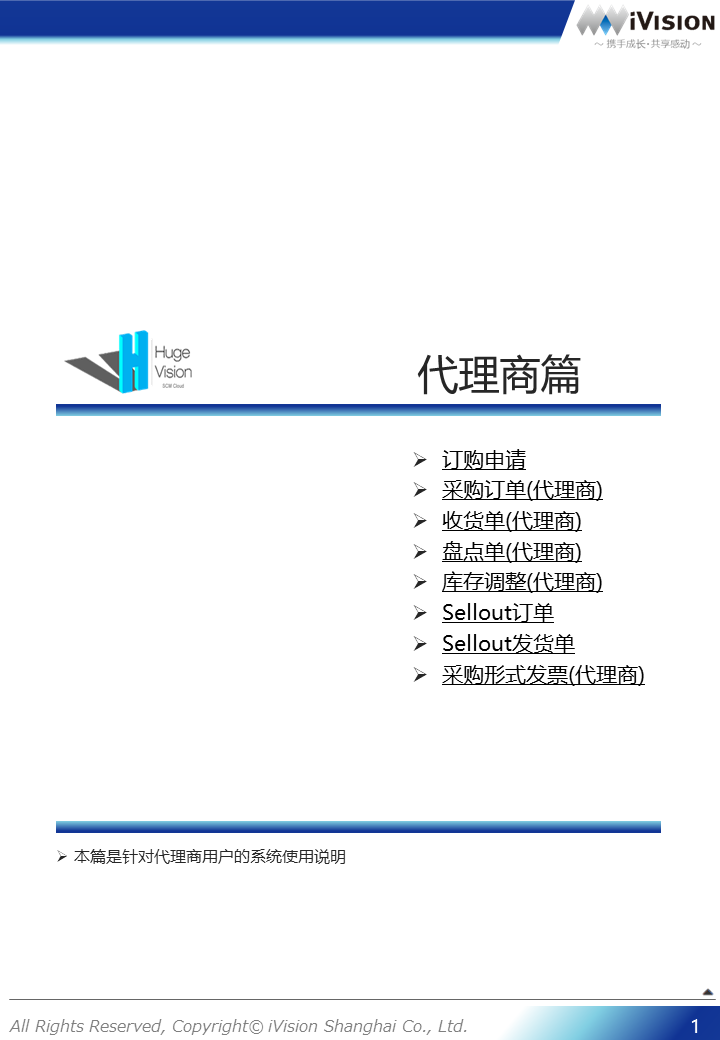 iVision
～ 携手成长·共享感动 ～
Huge
Vision
SCM Cloud
代理商篇
订购申请
采购订单(代理商)
收货单(代理商)
盘点单(代理商)
库存调整(代理商)
Sellout订单
Sellout发货单
采购形式发票(代理商)
本篇是针对代理商用户的系统使用说明
All Rights Reserved, Copyright© iVision Shanghai Co., Ltd.
1